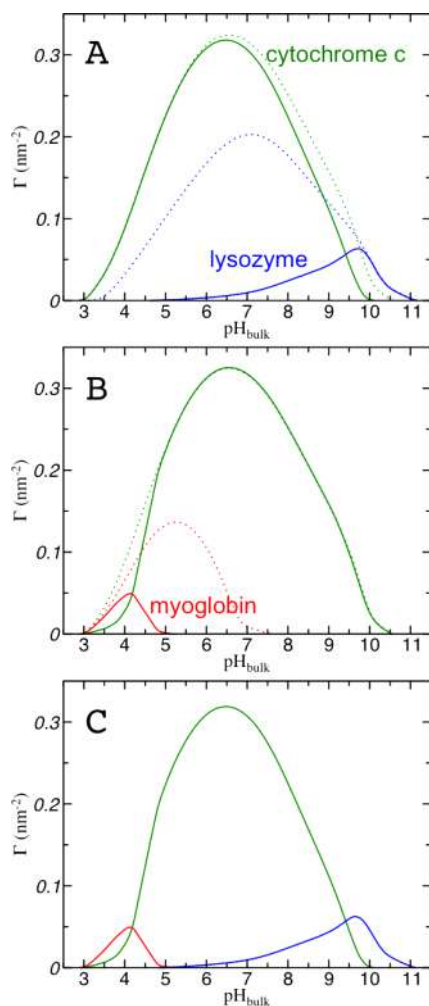 A
cytochrome c
lysozyme
Γ (nm⁻²)
0.3
0.2
0.1
0
3 4 5 6 7 8 9 10 11
pH_bulk
B
myoglobin
Γ (nm⁻²)
0.3
0.2
0.1
0
3 4 5 6 7 8 9 10 11
pH_bulk
C
Γ (nm⁻²)
0.3
0.2
0.1
0
3 4 5 6 7 8 9 10 11
pH_bulk